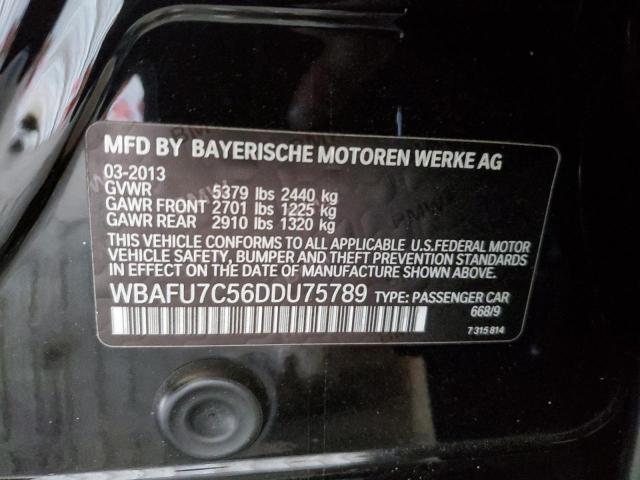 MFD BY BAYERISCHE MOTOREN WERKE AG
03-2013
GVWR 5379 lbs 2440 kg
GAWR FRONT 2701 lbs 1225 kg
GAWR REAR 2910 lbs 1320 kg
THIS VEHICLE CONFORMS TO ALL APPLICABLE U.S.FEDERAL MOTOR
VEHICLE SAFETY, BUMPER AND THEFT PREVENTION STANDARDS
IN EFFECT ON THE DATE OF MANUFACTURE SHOWN ABOVE.
WBAFU7C56DDU75789 TYPE: PASSENGER CAR
668/9
7 315 814